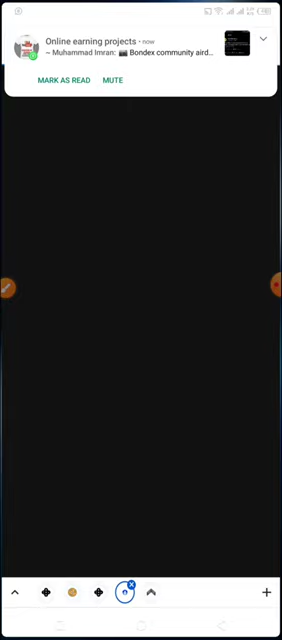 Online earning projects • now
~ Muhammad Imran: 📷 Bondex community aird...
MARK AS READ MUTE